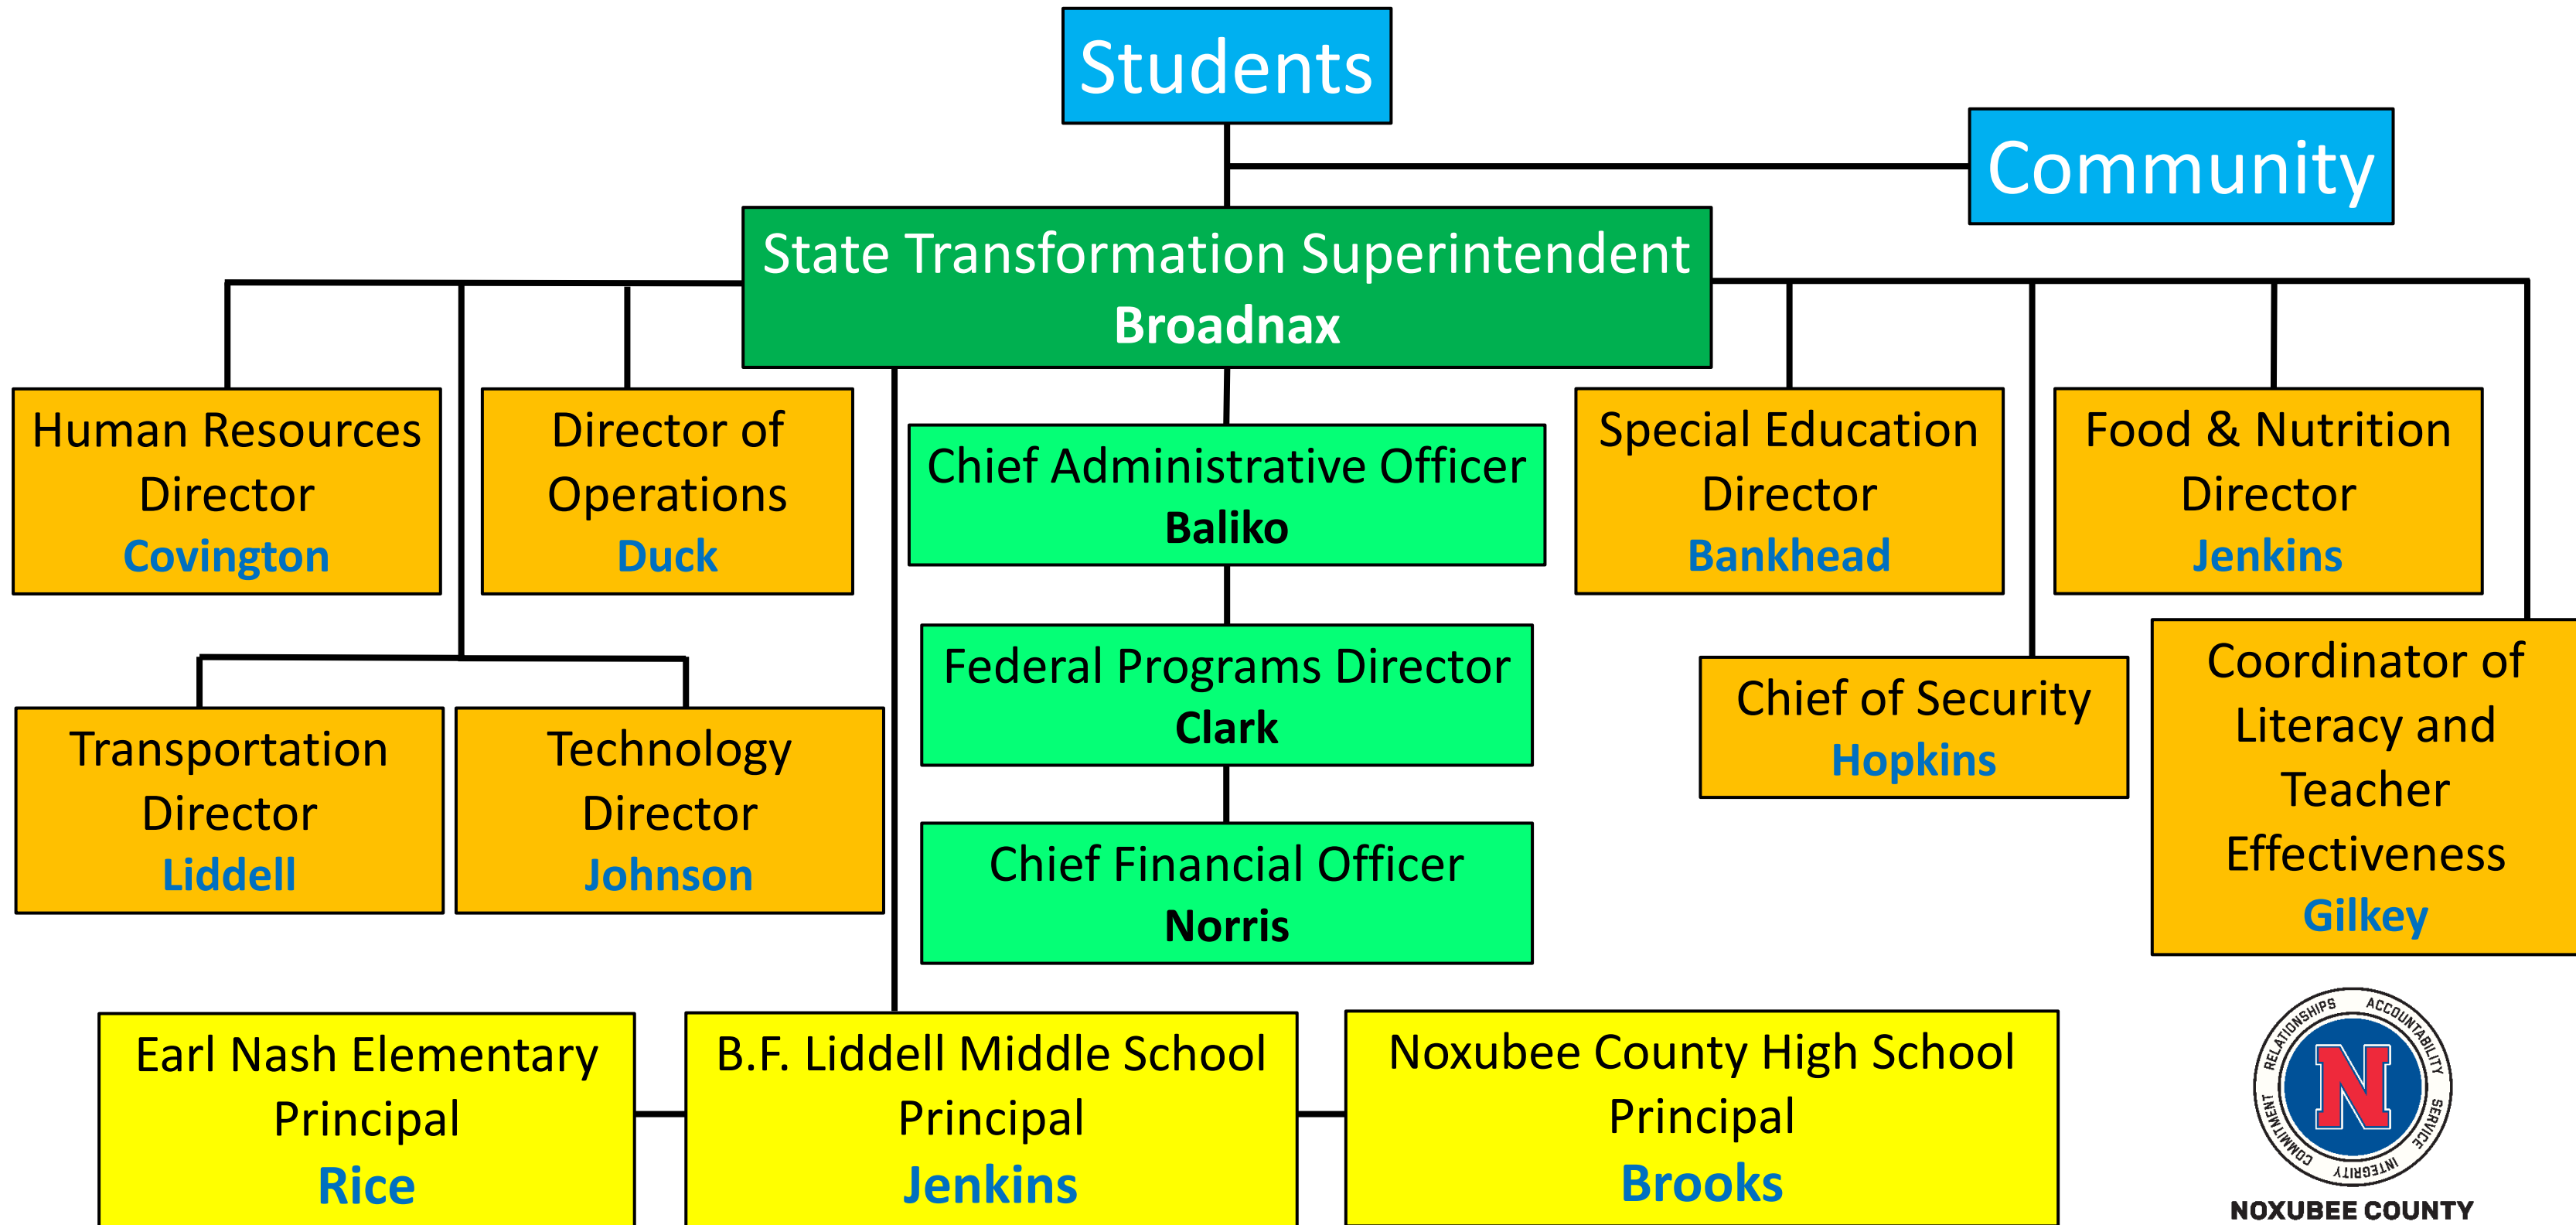 Students
Community
State Transformation Superintendent
Broadnax
Human Resources
Director
Covington
Director of
Operations
Duck
Chief Administrative Officer
Baliko
Special Education
Director
Bankhead
Food & Nutrition
Director
Jenkins
Federal Programs Director
Clark
Chief of Security
Hopkins
Coordinator of
Literacy and
Teacher
Effectiveness
Gilkey
Transportation
Director
Liddell
Technology
Director
Johnson
Chief Financial Officer
Norris
Earl Nash Elementary
Principal
Rice
B.F. Liddell Middle School
Principal
Jenkins
Noxubee County High School
Principal
Brooks
RELATIONSHIPS ACCOUNTABILITY SERVICE INTEGRITY COMMITMENT
N
NOXUBEE COUNTY